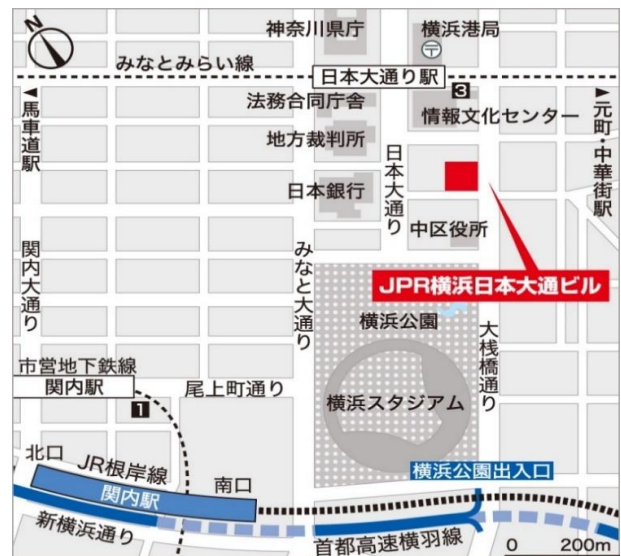 N
神奈川県庁
横浜港局
〒
みなとみらい線
日本大通り駅
3
馬車道駅
法務合同庁舎
情報文化センター
元町・中華街駅
地方裁判所
日本大通り
日本銀行
中区役所
関内大通り
みなと大通り
JPR横浜日本大通ビル
横浜公園
大桟橋通り
市営地下鉄線
関内駅
尾上町通り
1
横浜スタジアム
北口
JR根岸線
関内駅
南口
横浜公園出入口
新横浜通り
首都高速横羽線
0 200m